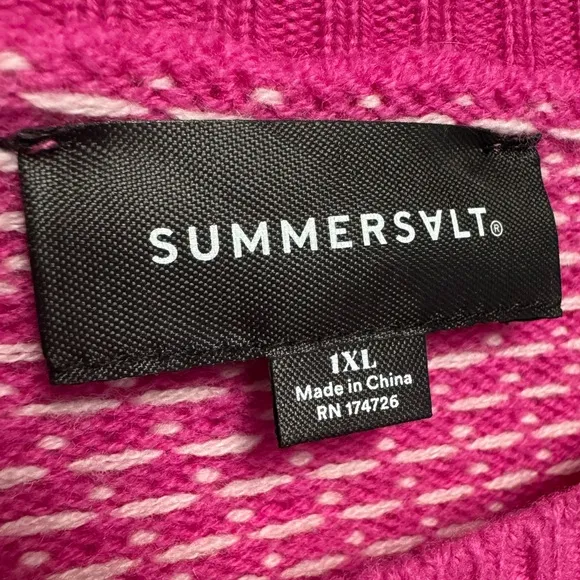 SUMMERSALT®
1XL
Made in China
RN 174726